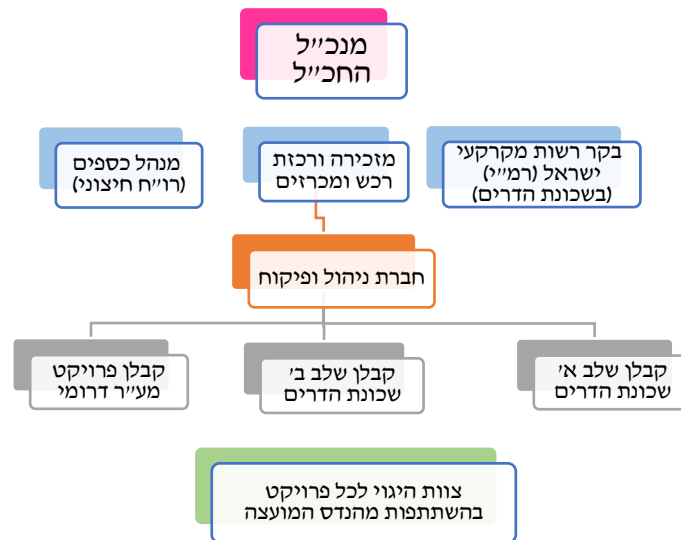 מנכ״ל
החכ״ל
בקר רשות מקרקעי
ישראל (רמ״י)
(בשכונת הדרים)
מזכירה ורכזת
רכש ומכרזים
מנהל כספים
(רו״ח חיצוני)
חברת ניהול ופיקוח
קבלן שלב א׳
שכונת הדרים
קבלן שלב ב׳
שכונת הדרים
קבלן פרויקט
מע״ר דרומי
צוות היגוי לכל פרויקט
בהשתתפות מהנדס המועצה